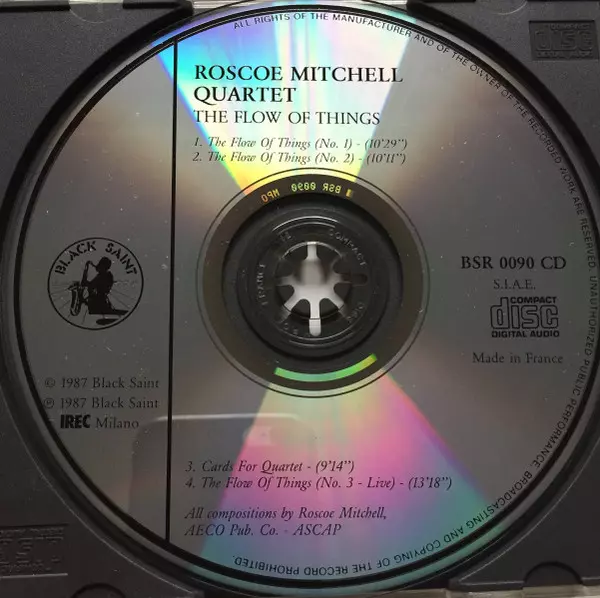 ALL RIGHTS OF THE MANUFACTURER AND OF THE OWNER OF THE RECORDED WORK ARE RESERVED. UNAUTHORIZED PUBLIC PERFORMANCE, BROADCASTING AND COPYING OF THE RECORD PROHIBITED.
ROSCOE MITCHELL
QUARTET
THE FLOW OF THINGS
1. The Flow Of Things (No. 1) - (10'29")
2. The Flow Of Things (No. 2) - (10'11")
BSR 0090 MPO
BLACK SAINT
BSR 0090 CD
S.I.A.E.
COMPACT
disc
DIGITAL AUDIO
Made in France
© 1987 Black Saint
℗ 1987 Black Saint
IREC Milano
3. Cards For Quartet - (9'14")
4. The Flow Of Things (No. 3 - Live) - (13'18")
All compositions by Roscoe Mitchell,
AECO Pub. Co. - ASCAP